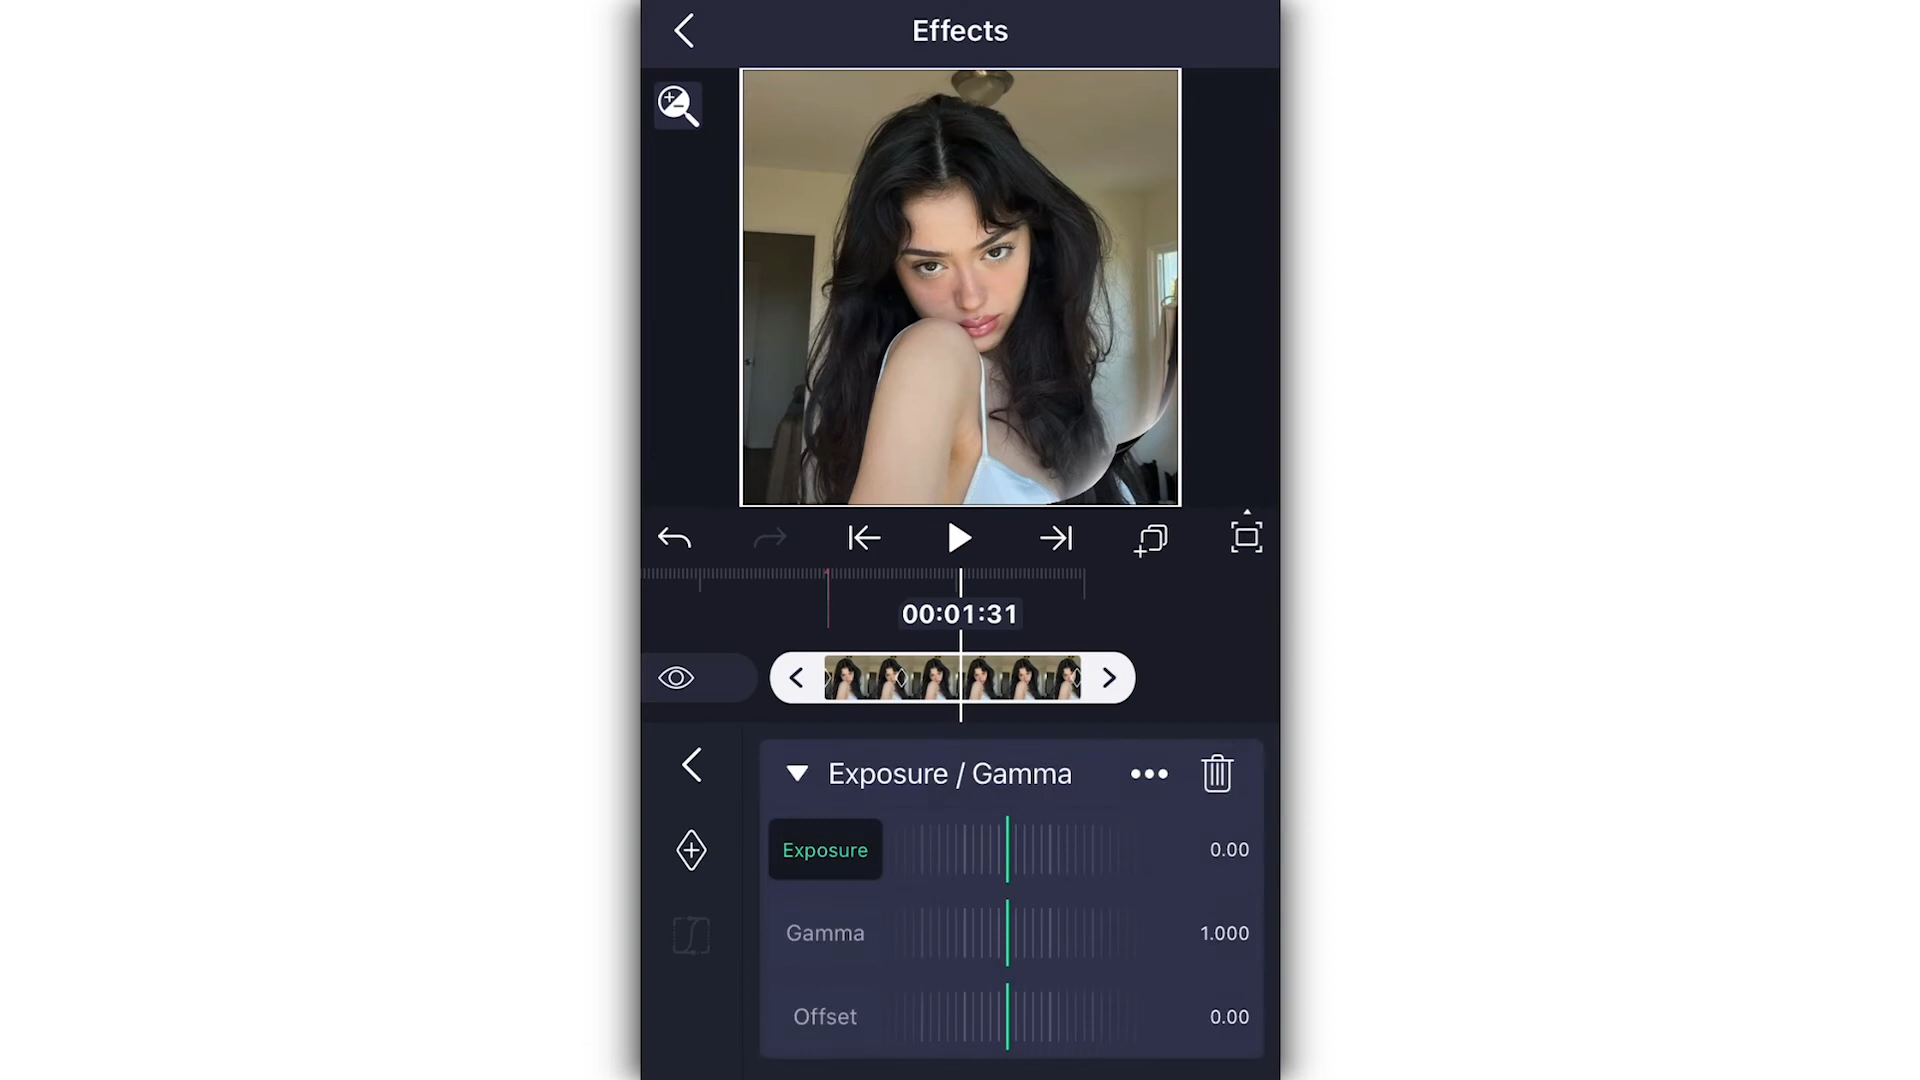 Effects
00:01:31
Exposure / Gamma
Exposure 0.00
Gamma 1.000
Offset 0.00